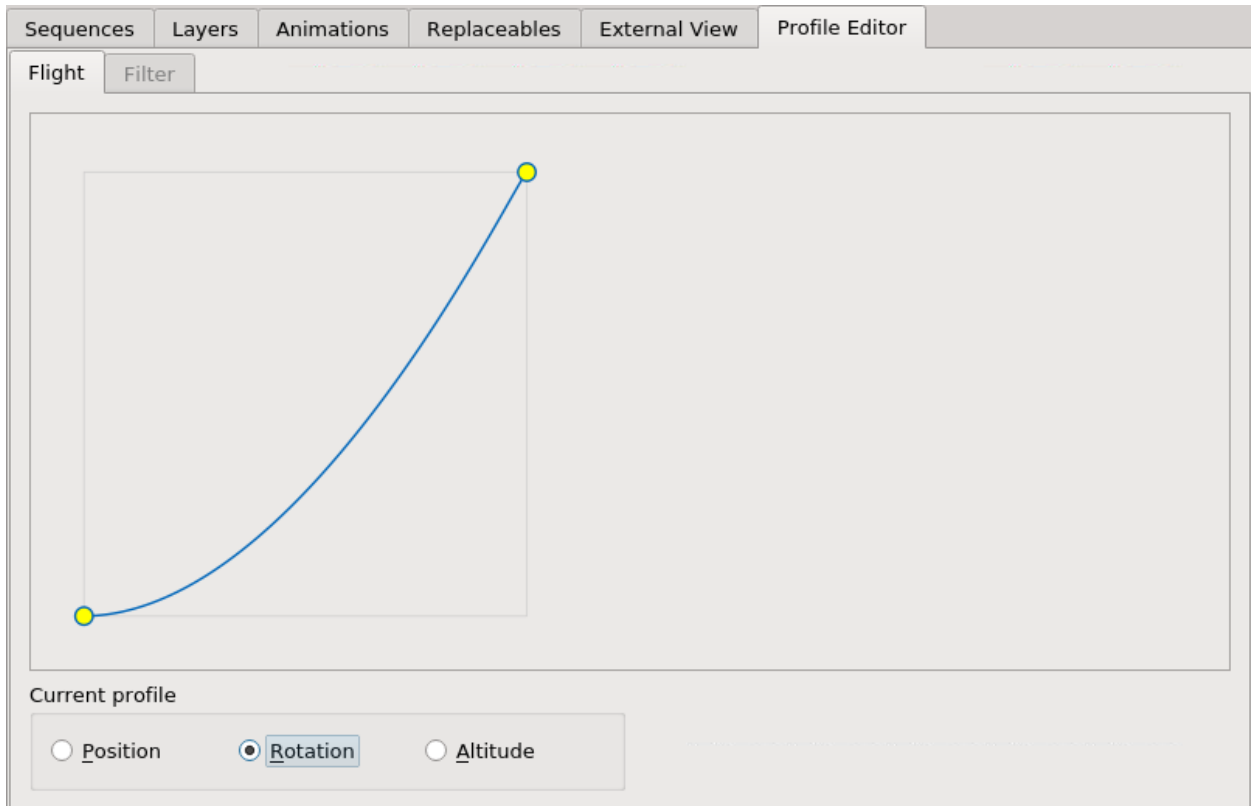 Sequences Layers Animations Replaceables External View Profile Editor
Flight Filter
Current profile
Position Rotation Altitude